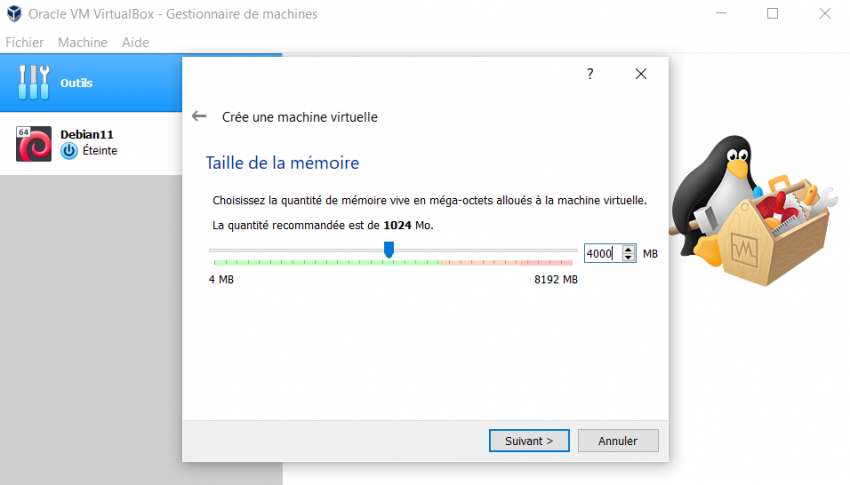 Oracle VM VirtualBox - Gestionnaire de machines
Fichier Machine Aide
Outils
64
Debian11
Éteinte
?
Crée une machine virtuelle
Taille de la mémoire
Choisissez la quantité de mémoire vive en méga-octets alloués à la machine virtuelle.
La quantité recommandée est de 1024 Mo.
4000 MB
4 MB 8192 MB
Suivant > Annuler